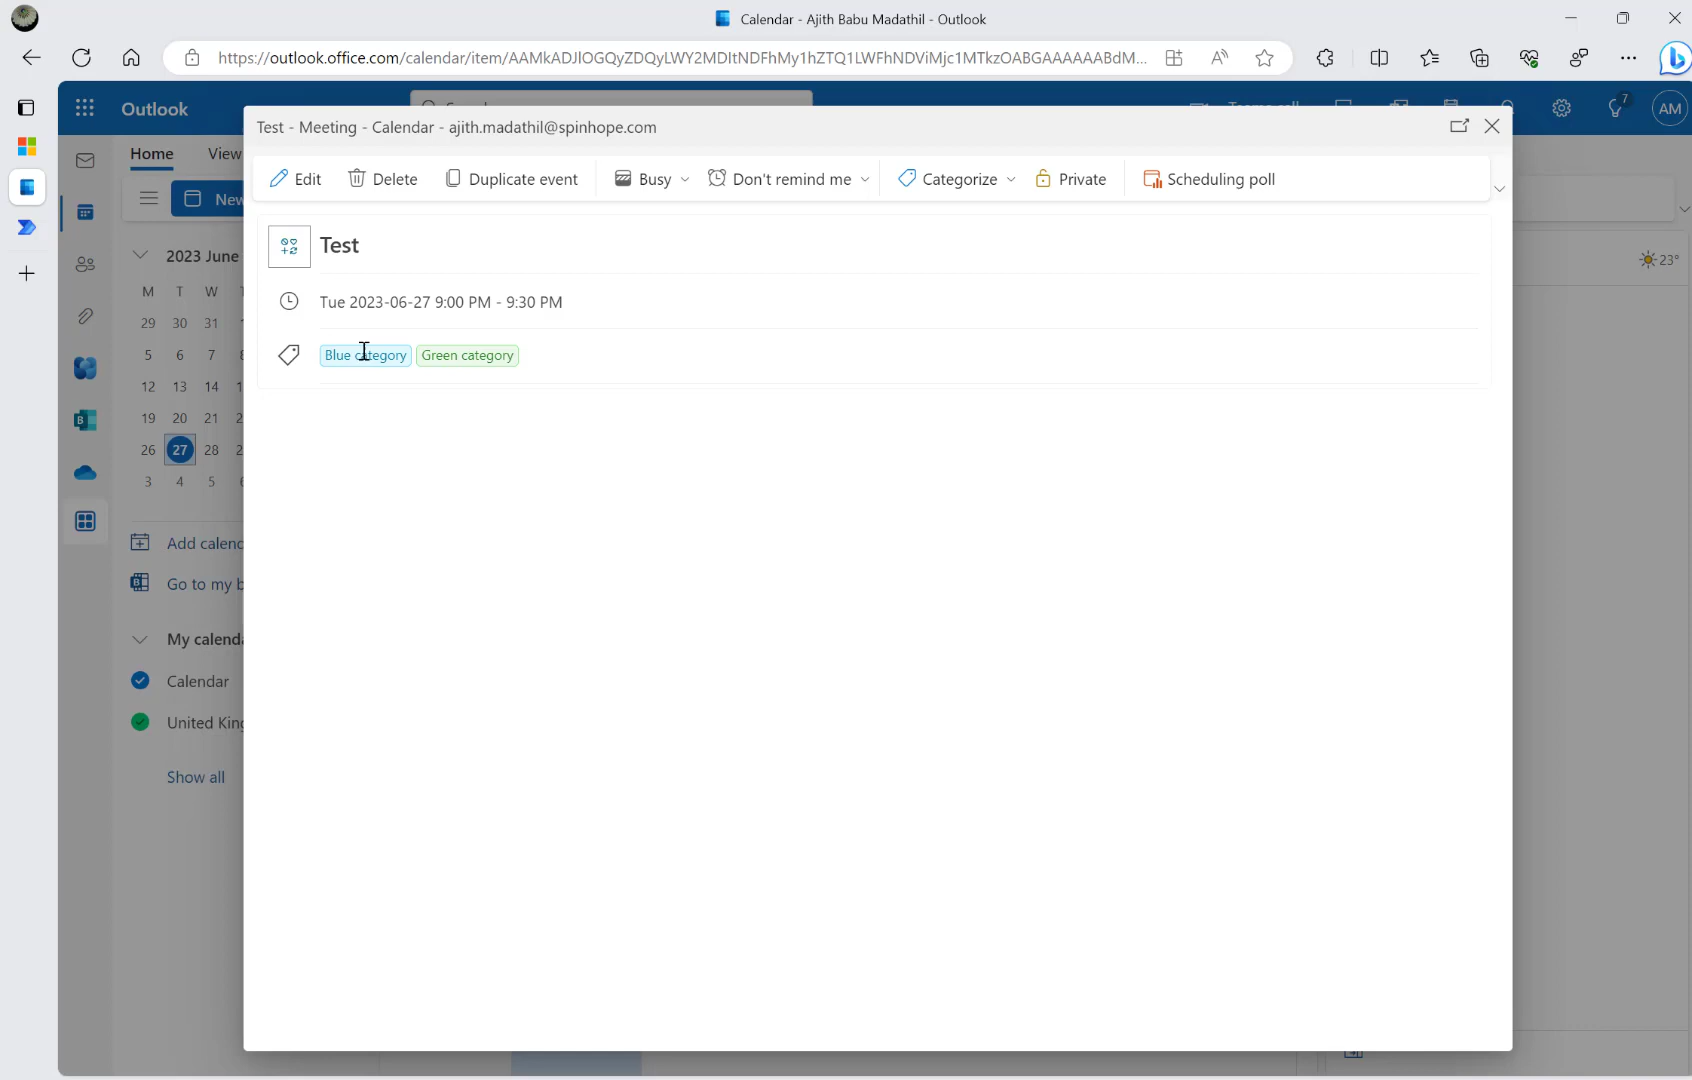 Calendar - Ajith Babu Madathil - Outlook
https://outlook.office.com/calendar/item/AAMkADJlOGQyZDQyLWY2MDItNDFhMy1hZTQ1LWFhNDViMjc1MTkzOABGAAAAAABdM...
Outlook
7
AM
Test - Meeting - Calendar - ajith.madathil@spinhope.com
Home View
New
Edit Delete Duplicate event Busy Don't remind me Categorize Private Scheduling poll
2023 June
Test
23°
M T W
Tue 2023-06-27 9:00 PM - 9:30 PM
29 30 31
5 6 7
Blue category Green category
12 13 14
19 20 21
26 27 28
3 4 5
Add calend
Go to my b
My calenda
Calendar
United King
Show all